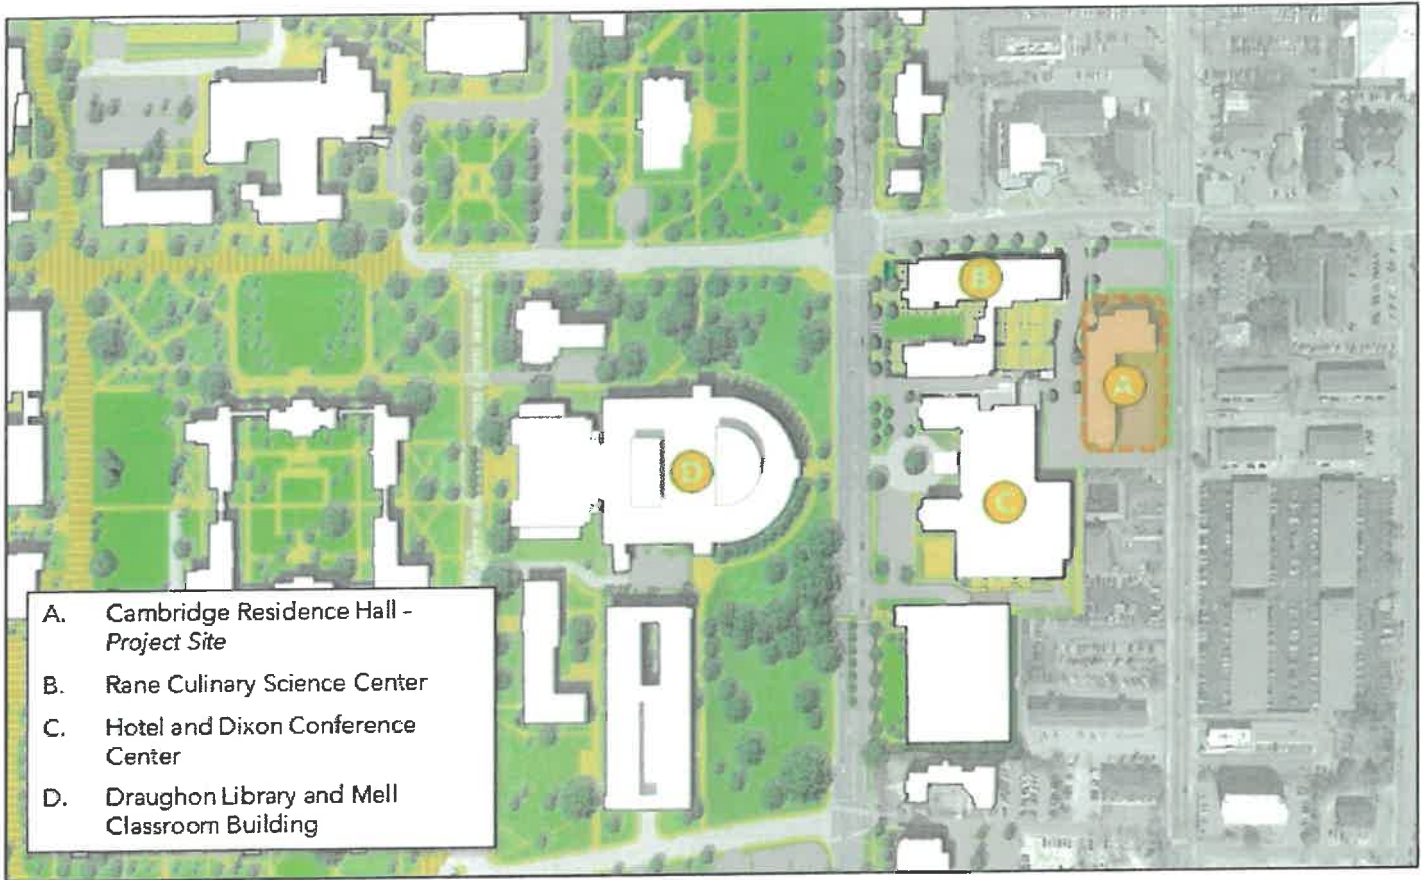 B
A
D
C
A. Cambridge Residence Hall -
Project Site
B. Rane Culinary Science Center
C. Hotel and Dixon Conference
Center
D. Draughon Library and Mell
Classroom Building